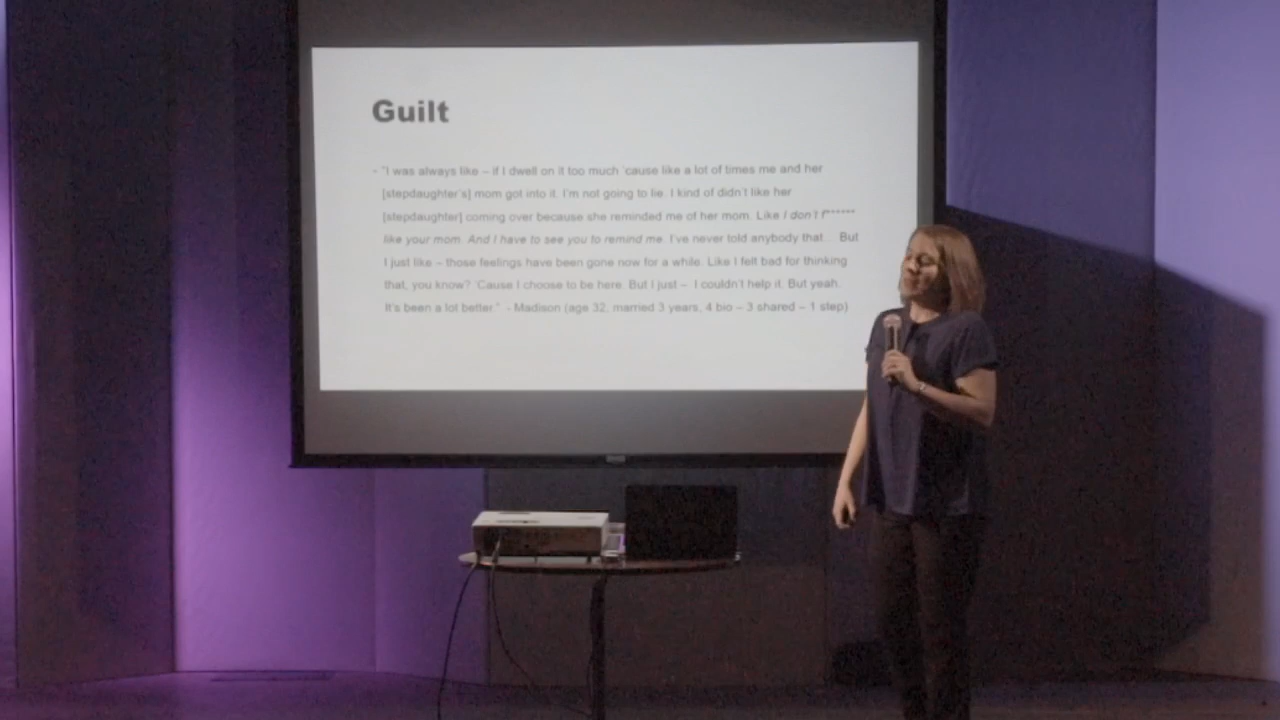 Guilt
- "I was always like – if I dwell on it too much 'cause like a lot of times me and her
[stepdaughter's] mom got into it. I'm not going to lie. I kind of didn't like her
[stepdaughter] coming over because she reminded me of her mom. Like I don't f******
like your mom. And I have to see you to remind me. I've never told anybody that... But
I just like – those feelings have been gone now for a while. Like I felt bad for thinking
that, you know? 'Cause I choose to be here. But I just – I couldn't help it. But yeah.
It's been a lot better." - Madison (age 32, married 3 years, 4 bio – 3 shared – 1 step)